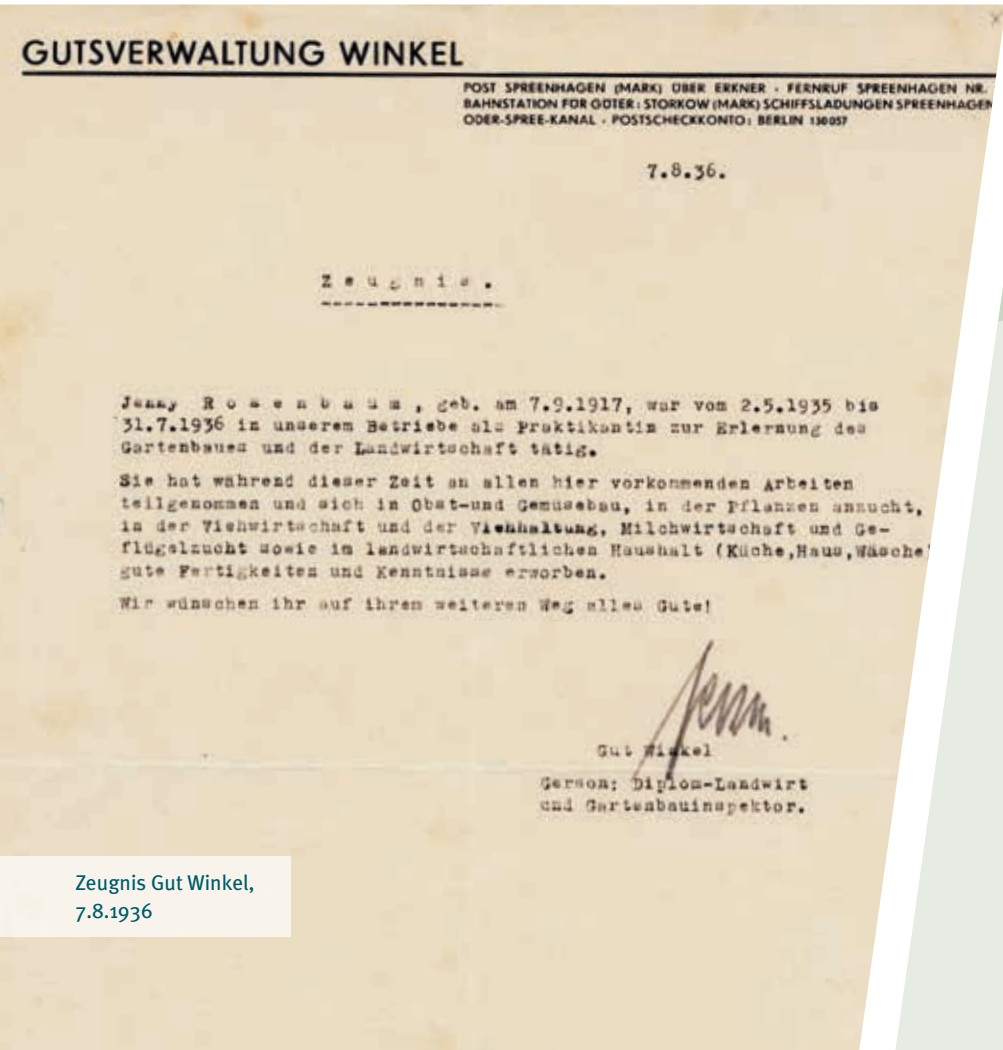 GUTSVERWALTUNG WINKEL
POST SPREENHAGEN (MARK) ÜBER ERKNER · FERNRUF SPREENHAGEN NR.
BAHNSTATION FÜR GÜTER: STORKOW (MARK) SCHIFFSLADUNGEN SPREENHAGEN
ODER-SPREE-KANAL · POSTSCHECKKONTO: BERLIN 130057
7.8.36.
Zeugnis.
Jenny Rosenbaum, geb. am 7.9.1917, war vom 2.5.1935 bis
31.7.1936 in unserem Betriebe als Praktikantin zur Erlernung des
Gartenbaues und der Landwirtschaft tätig.
Sie hat während dieser Zeit an allen hier vorkommenden Arbeiten
teilgenommen und sich in Obst-und Gemüsebau, in der Pflanzen anzucht,
in der Viehwirtschaft und der Viehhaltung, Milchwirtschaft und Ge-
flügelzucht sowie im landwirtschaftlichen Haushalt (Küche,Haus,Wäsche)
gute Fertigkeiten und Kenntnisse erworben.
Wir wünschen ihr auf ihrem weiteren Weg alles Gute!
Gut Winkel
Gerson; Diplom-Landwirt
und Gartenbauinspektor.
Zeugnis Gut Winkel,
7.8.1936